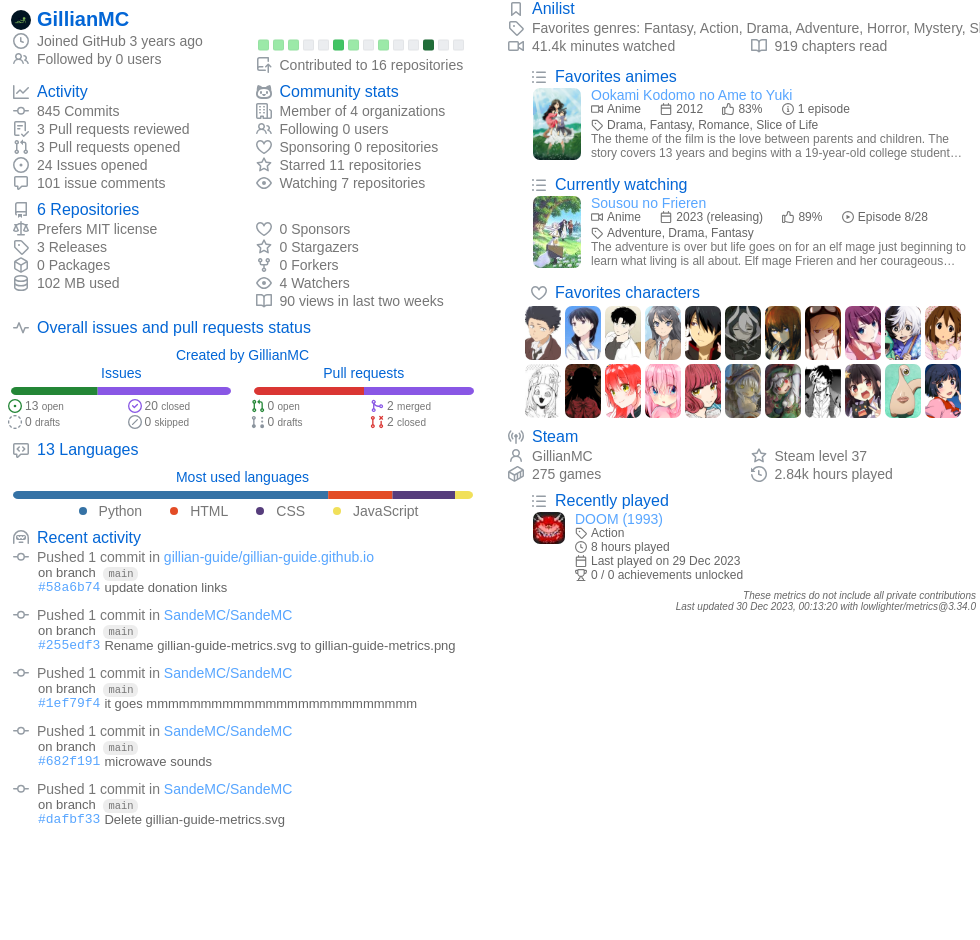 GillianMC
Joined GitHub 3 years ago
Followed by 0 users
Contributed to 16 repositories
Activity
845 Commits
3 Pull requests reviewed
3 Pull requests opened
24 Issues opened
101 issue comments
Community stats
Member of 4 organizations
Following 0 users
Sponsoring 0 repositories
Starred 11 repositories
Watching 7 repositories
6 Repositories
Prefers MIT license
3 Releases
0 Packages
102 MB used
0 Sponsors
0 Stargazers
0 Forkers
4 Watchers
90 views in last two weeks
Overall issues and pull requests status
Created by GillianMC
Issues
13 open
20 closed
0 drafts
0 skipped
Pull requests
0 open
2 merged
0 drafts
2 closed
13 Languages
Most used languages
Python HTML CSS JavaScript
Recent activity
Pushed 1 commit in gillian-guide/gillian-guide.github.io
on branch main
#58a6b74 update donation links
Pushed 1 commit in SandeMC/SandeMC
on branch main
#255edf3 Rename gillian-guide-metrics.svg to gillian-guide-metrics.png
Pushed 1 commit in SandeMC/SandeMC
on branch main
#1ef79f4 it goes mmmmmmmmmmmmmmmmmmmmmmmmm
Pushed 1 commit in SandeMC/SandeMC
on branch main
#682f191 microwave sounds
Pushed 1 commit in SandeMC/SandeMC
on branch main
#dafbf33 Delete gillian-guide-metrics.svg
Anilist
Favorites genres: Fantasy, Action, Drama, Adventure, Horror, Mystery,
41.4k minutes watched
919 chapters read
Favorites animes
Ookami Kodomo no Ame to Yuki
Anime 2012 83% 1 episode
Drama, Fantasy, Romance, Slice of Life
The theme of the film is the love between parents and children. The
story covers 13 years and begins with a 19-year-old college student…
Currently watching
Sousou no Frieren
Anime 2023 (releasing) 89% Episode 8/28
Adventure, Drama, Fantasy
The adventure is over but life goes on for an elf mage just beginning to
learn what living is all about. Elf mage Frieren and her courageous…
Favorites characters
Steam
GillianMC
Steam level 37
275 games
2.84k hours played
Recently played
DOOM (1993)
Action
8 hours played
Last played on 29 Dec 2023
0 / 0 achievements unlocked
These metrics do not include all private contributions
Last updated 30 Dec 2023, 00:13:20 with lowlighter/metrics@3.34.0